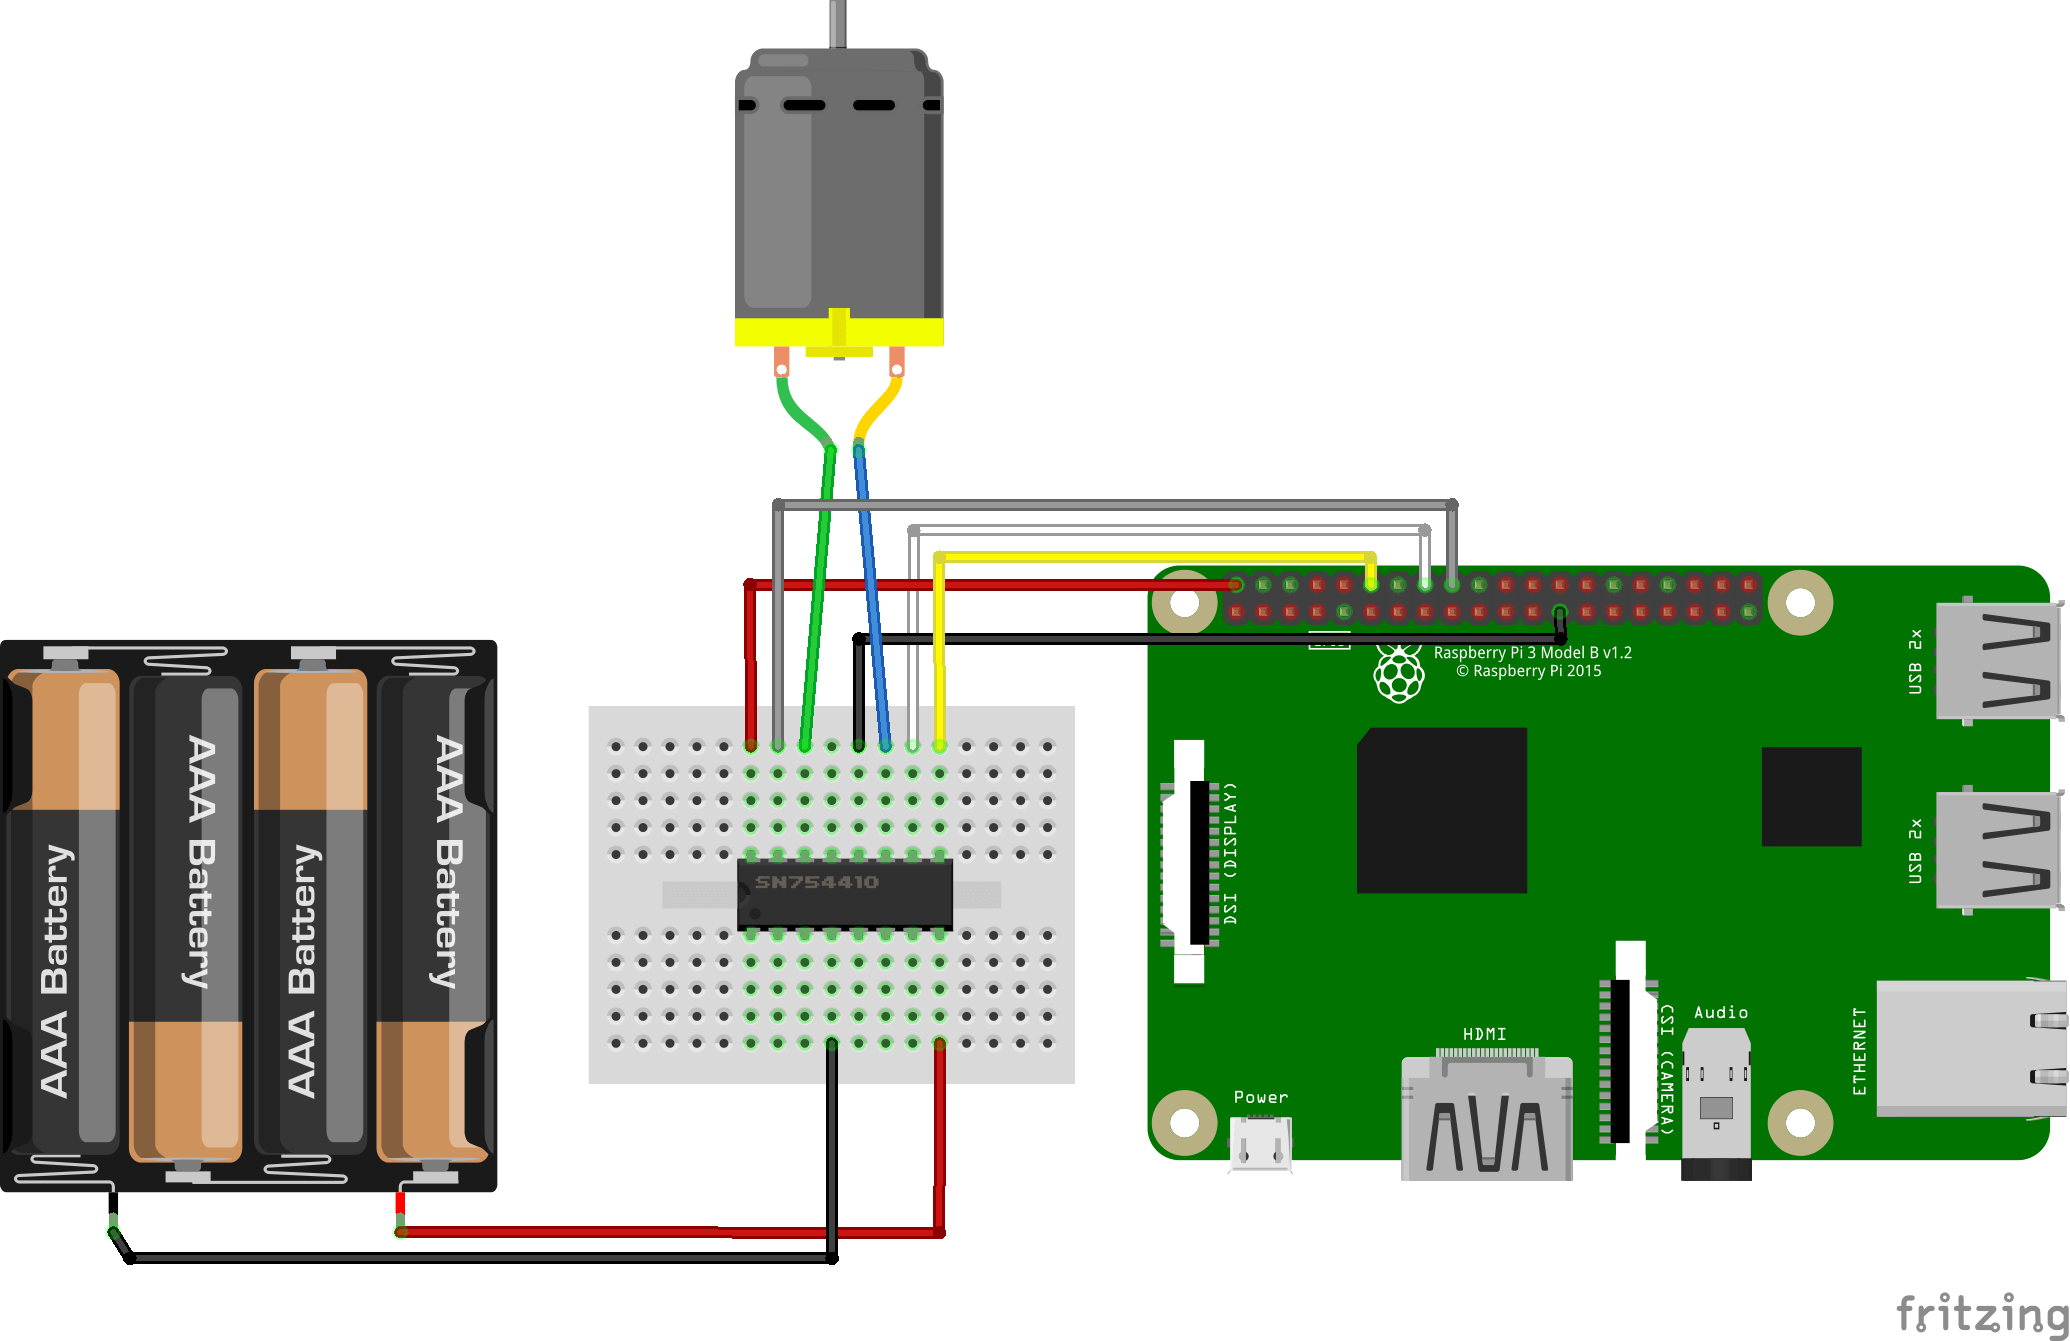 Raspberry Pi 3 Model B v1.2
© Raspberry Pi 2015
USB 2x
AAA Battery
AAA Battery
AAA Battery
AAA Battery
SN754410
DSI (DISPLAY)
USB 2x
HDMI
CSI (CAMERA)
Audio
ETHERNET
Power
fritzing